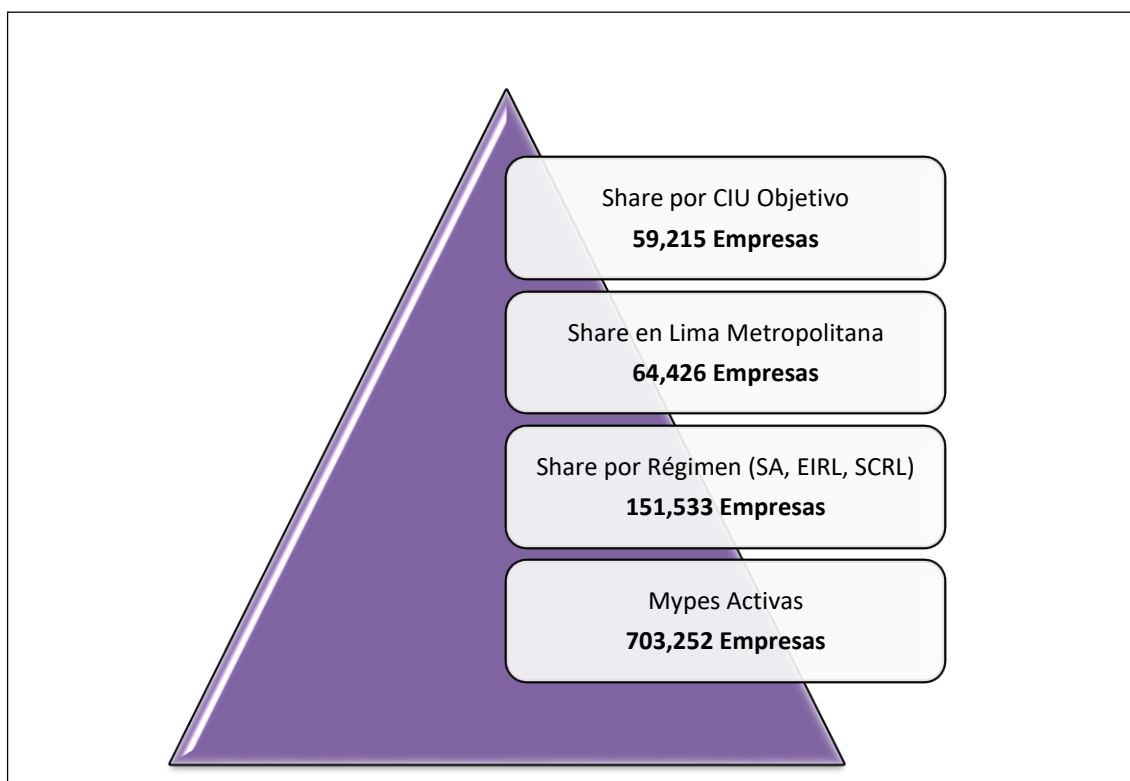 Share por CIU Objetivo
59,215 Empresas
Share en Lima Metropolitana
64,426 Empresas
Share por Régimen (SA, EIRL, SCRL)
151,533 Empresas
Mypes Activas
703,252 Empresas